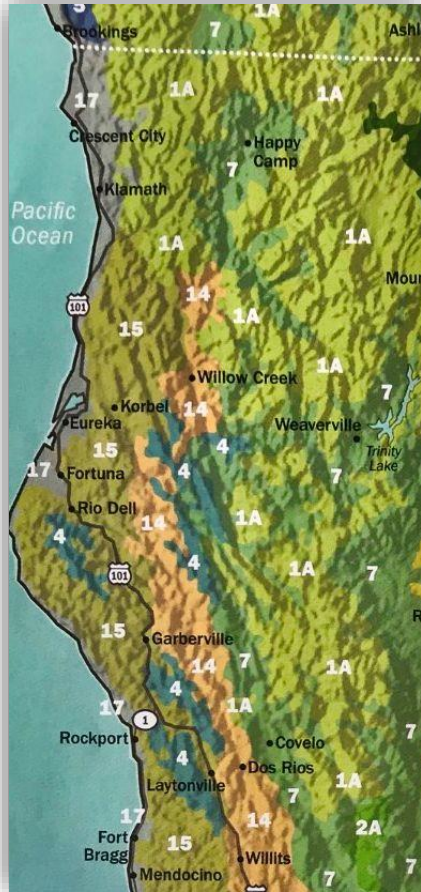 5
1A
Brookings
7
Ashl
17
1A
1A
Crescent City
Happy
Camp
7
Klamath
Pacific
Ocean
1A
1A
14
Moun
101
15
1A
Willow Creek
1A
14
7
Korbel
Eureka
Weaverville
15
4
Trinity
Lake
17
4
7
Fortuna
Rio Dell
14
1A
4
4
101
1A
7
15
Garberville
14
7
4
1A
1A
17
1
7
Rockport
Covelo
4
Dos Rios
Laytonville
1A
7
17
14
2A
Fort
Bragg
15
Willits
7
7
Mendocino